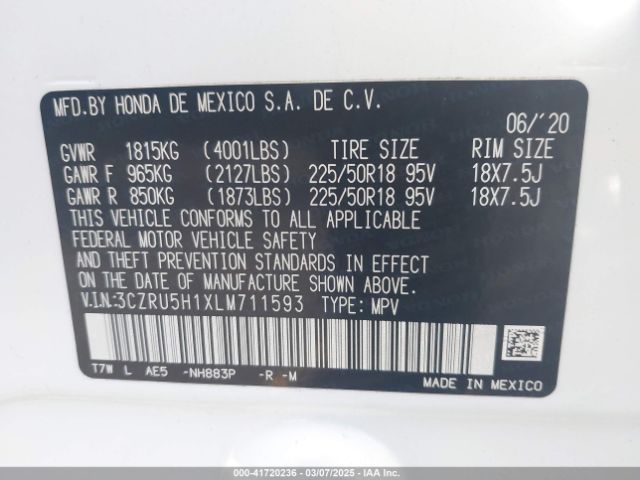 MFD.BY HONDA DE MEXICO S.A. DE C.V.
06/'20
GVWR 1815KG (4001LBS) TIRE SIZE RIM SIZE
GAWR F 965KG (2127LBS) 225/50R18 95V 18X7.5J
GAWR R 850KG (1873LBS) 225/50R18 95V 18X7.5J
THIS VEHICLE CONFORMS TO ALL APPLICABLE
FEDERAL MOTOR VEHICLE SAFETY
AND THEFT PREVENTION STANDARDS IN EFFECT
ON THE DATE OF MANUFACTURE SHOWN ABOVE.
V.I.N:3CZRU5H1XLM711593 TYPE: MPV
T7W L AE5 -NH883P -R -M
MADE IN MEXICO
000-41720236 - 03/07/2025 - IAA Inc.